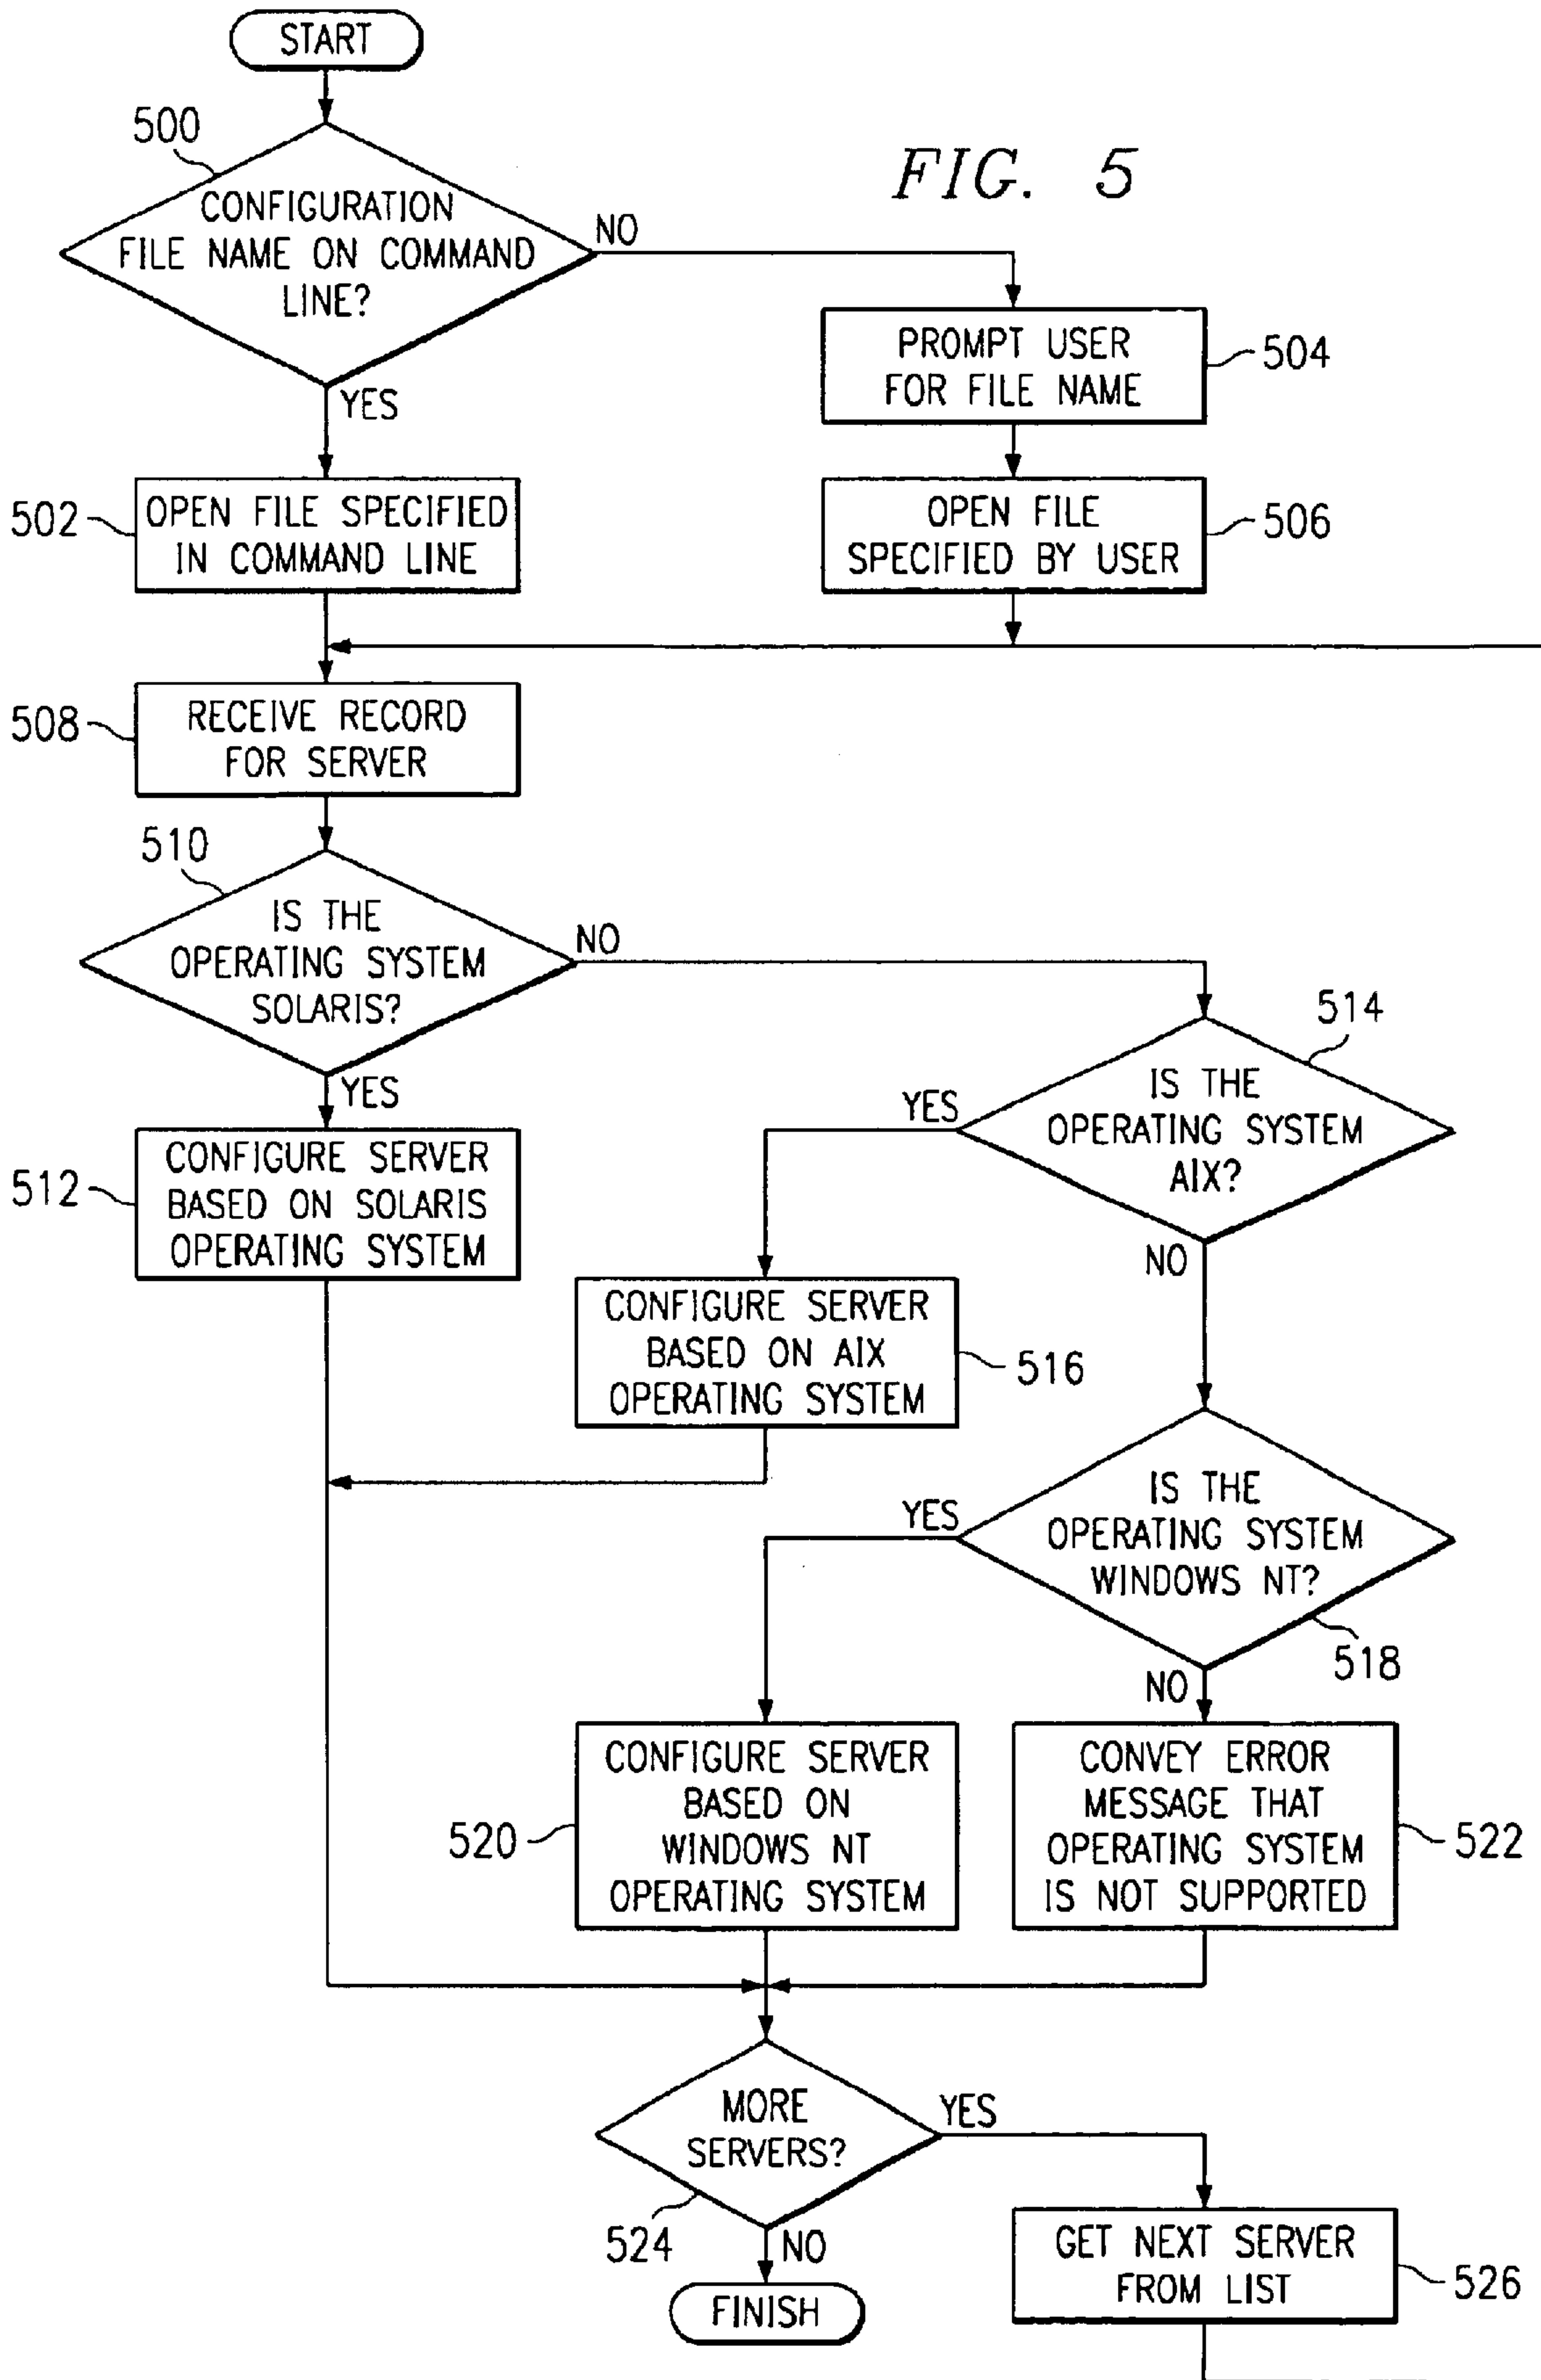 START
500
FIG. 5
CONFIGURATION
FILE NAME ON COMMAND
LINE?
NO
YES
PROMPT USER
FOR FILE NAME
504
502
OPEN FILE SPECIFIED
IN COMMAND LINE
OPEN FILE
SPECIFIED BY USER
506
508
RECEIVE RECORD
FOR SERVER
510
IS THE
OPERATING SYSTEM
SOLARIS?
NO
YES
514
IS THE
OPERATING SYSTEM
AIX?
YES
NO
512
CONFIGURE SERVER
BASED ON SOLARIS
OPERATING SYSTEM
CONFIGURE SERVER
BASED ON AIX
OPERATING SYSTEM
516
IS THE
OPERATING SYSTEM
WINDOWS NT?
YES
518
NO
520
CONFIGURE SERVER
BASED ON
WINDOWS NT
OPERATING SYSTEM
CONVEY ERROR
MESSAGE THAT
OPERATING SYSTEM
IS NOT SUPPORTED
522
MORE
SERVERS?
YES
524
NO
GET NEXT SERVER
FROM LIST
526
FINISH